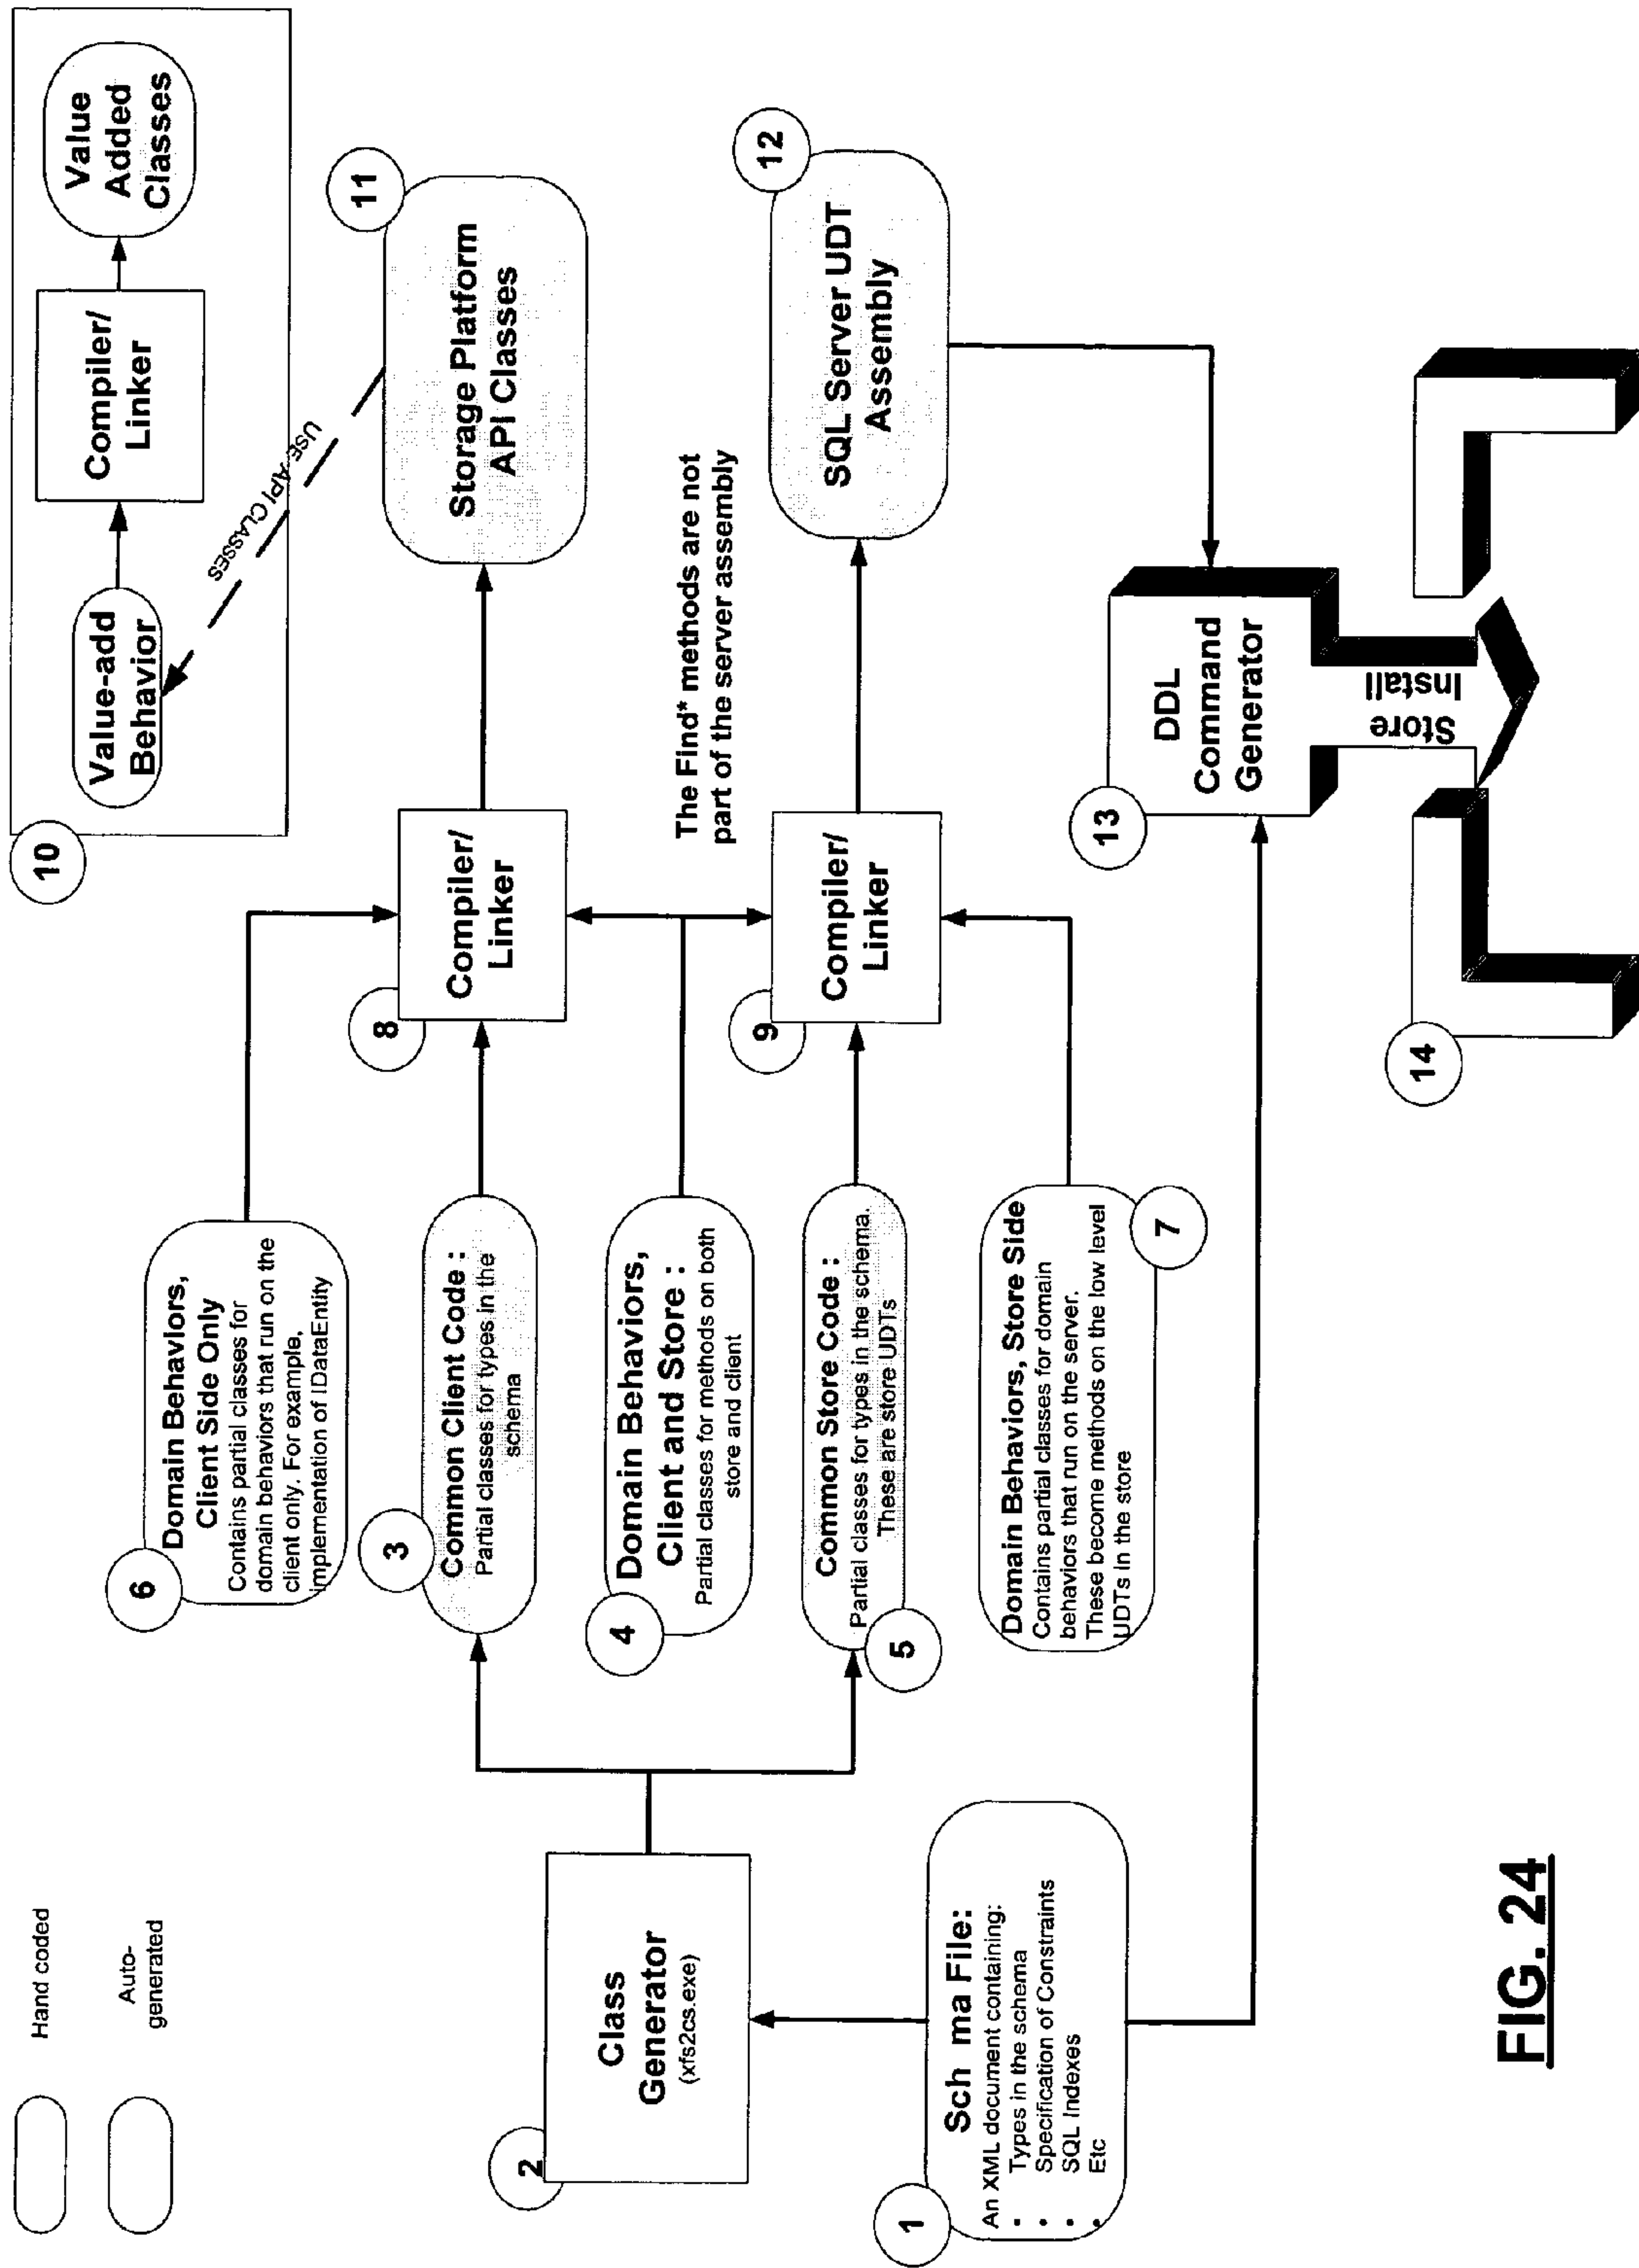 Hand coded
Auto-
generated
1
Sch ma File:
An XML document containing:
• Types in the schema
• Specification of Constraints
• SQL Indexes
• Etc
2
Class
Generator
(xfs2cs.exe)
6
Domain Behaviors,
Client Side Only
Contains partial classes for
domain behaviors that run on the
client only. For example,
implementation of IDataEntity
3
Common Client Code :
Partial classes for types in the
schema
4
Domain Behaviors,
Client and Store :
Partial classes for methods on both
store and client
5
Common Store Code :
Partial classes for types in the schema.
These are store UDTs
7
Domain Behaviors, Store Side
Contains partial classes for domain
behaviors that run on the server.
These become methods on the low level
UDTs in the store
8
Compiler/
Linker
9
Compiler/
Linker
The Find* methods are not
part of the server assembly
10
Value-add
Behavior
Compiler/
Linker
Value
Added
Classes
USE API CLASSES
11
Storage Platform
API Classes
12
SQL Server UDT
Assembly
13
DDL
Command
Generator
Store
Install
14
FIG. 24